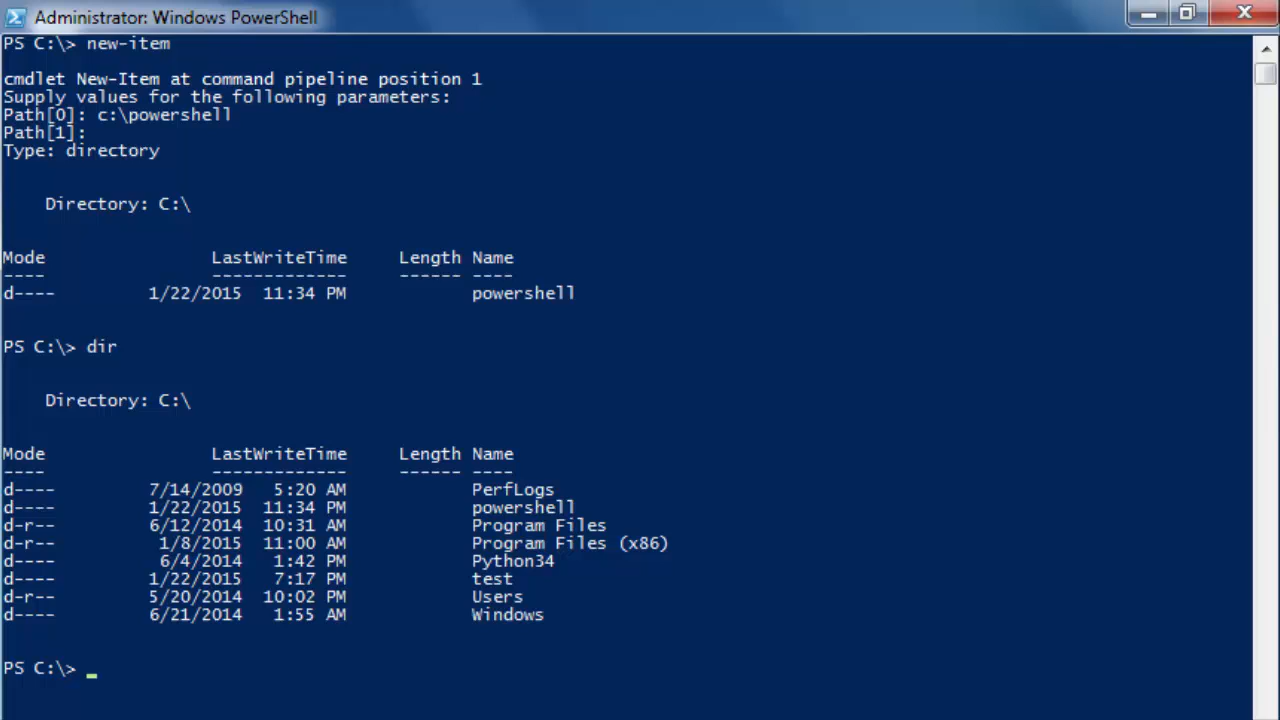 Administrator: Windows PowerShell
PS C:\> new-item
cmdlet New-Item at command pipeline position 1
Supply values for the following parameters:
Path[0]: c:\powershell
Path[1]:
Type: directory
Directory: C:\
Mode LastWriteTime Length Name
---- ------------- ------ ----
d---- 1/22/2015 11:34 PM powershell
PS C:\> dir
Directory: C:\
Mode LastWriteTime Length Name
---- ------------- ------ ----
d---- 7/14/2009 5:20 AM PerfLogs
d---- 1/22/2015 11:34 PM powershell
d-r-- 6/12/2014 10:31 AM Program Files
d-r-- 1/8/2015 11:00 AM Program Files (x86)
d---- 6/4/2014 1:42 PM Python34
d---- 1/22/2015 7:17 PM test
d-r-- 5/20/2014 10:02 PM Users
d---- 6/21/2014 1:55 AM Windows
PS C:\> _